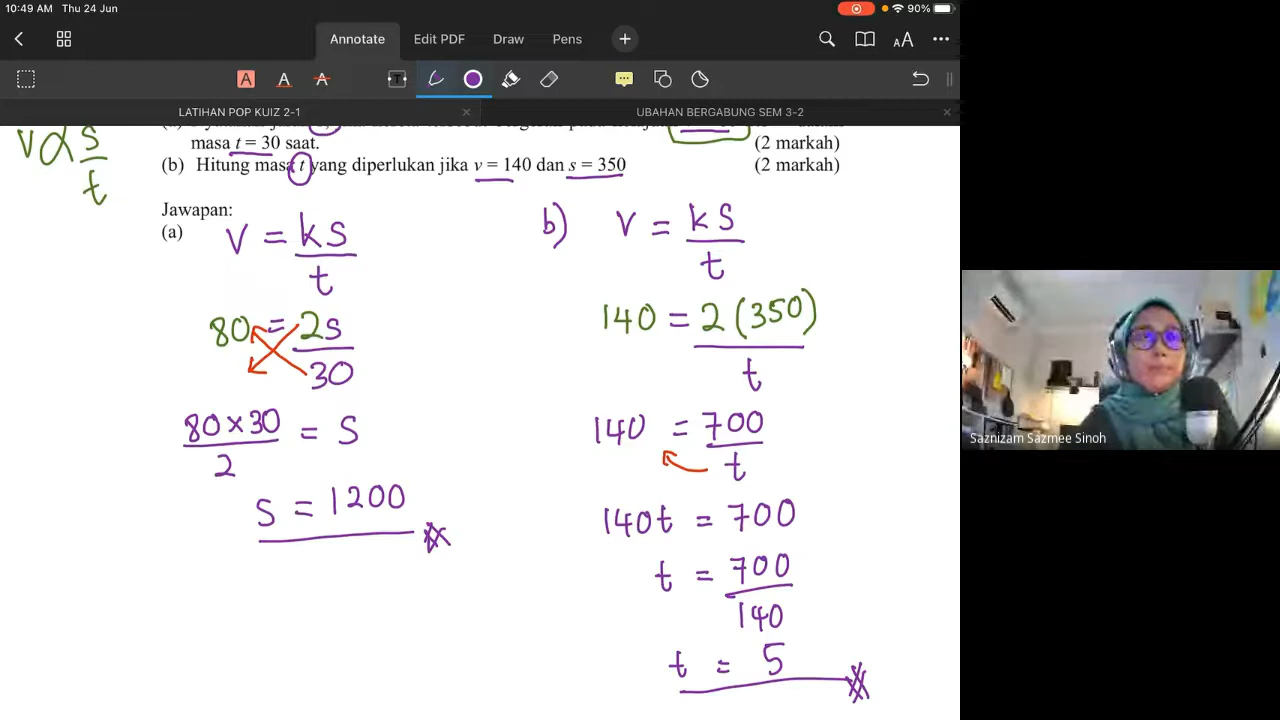 10:49 AM Thu 24 Jun
90%
Annotate Edit PDF Draw Pens
AA
A A A T
LATIHAN POP KUIZ 2-1
UBAHAN BERGABUNG SEM 3-2
v∝ s/t
masa t = 30 saat. (2 markah)
(b) Hitung masa t yang diperlukan jika v = 140 dan s = 350 (2 markah)
Jawapan:
(a)
v = ks/t
80 = 2s/30
80 × 30/2 = s
s = 1200
b) v = ks/t
140 = 2(350)/t
140 = 700/t
140t = 700
t = 700/140
t = 5
Saznizam Sazmee Sinoh